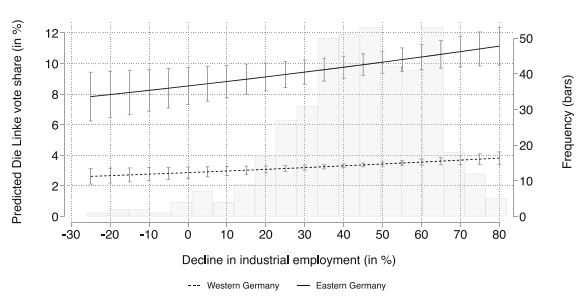 Predicted Die Linke vote share (in %)
12
10
8
6
4
2
0
50
40
30
20
10
0
Frequency (bars)
-30 -20 -10 0 10 20 30 40 50 60 70 80
Decline in industrial employment (in %)
Western Germany Eastern Germany